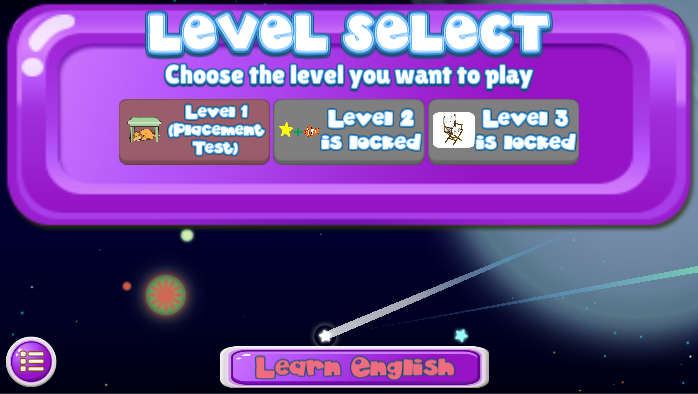 Level Select
Choose the level you want to play
Level 1
(Placement
Test)
Level 2
is locked
Level 3
is locked
Learn English